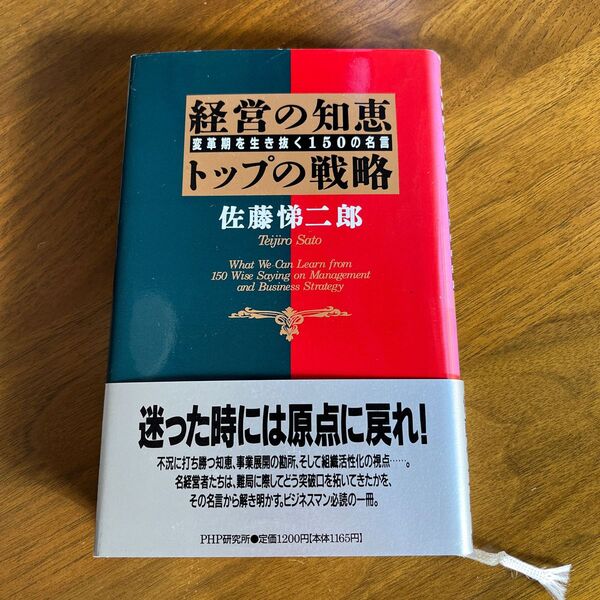 経営の知恵
変革期を生き抜く150の名言
トップの戦略
佐藤悌二郎
Teijiro Sato
What We Can Learn from
150 Wise Saying on Management
and Business Strategy
迷った時には原点に戻れ!
不況に打ち勝つ知恵、事業展開の勘所、そして組織活性化の視点……。
名経営者たちは、難局に際してどう突破口を拓いてきたかを、
その名言から解き明かす。ビジネスマン必読の一冊。
PHP研究所●定価1200円【本体1165円】